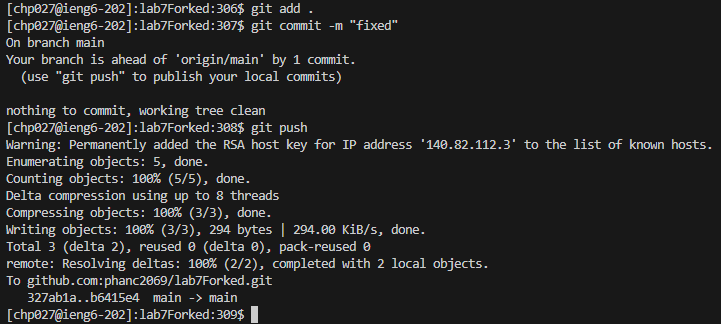 [chp027@ieng6-202]:lab7Forked:306$ git add .
[chp027@ieng6-202]:lab7Forked:307$ git commit -m "fixed"
On branch main
Your branch is ahead of 'origin/main' by 1 commit.
  (use "git push" to publish your local commits)

nothing to commit, working tree clean
[chp027@ieng6-202]:lab7Forked:308$ git push
Warning: Permanently added the RSA host key for IP address '140.82.112.3' to the list of known hosts.
Enumerating objects: 5, done.
Counting objects: 100% (5/5), done.
Delta compression using up to 8 threads
Compressing objects: 100% (3/3), done.
Writing objects: 100% (3/3), 294 bytes | 294.00 KiB/s, done.
Total 3 (delta 2), reused 0 (delta 0), pack-reused 0
remote: Resolving deltas: 100% (2/2), completed with 2 local objects.
To github.com:phanc2069/lab7Forked.git
   327ab1a..b6415e4  main -> main
[chp027@ieng6-202]:lab7Forked:309$